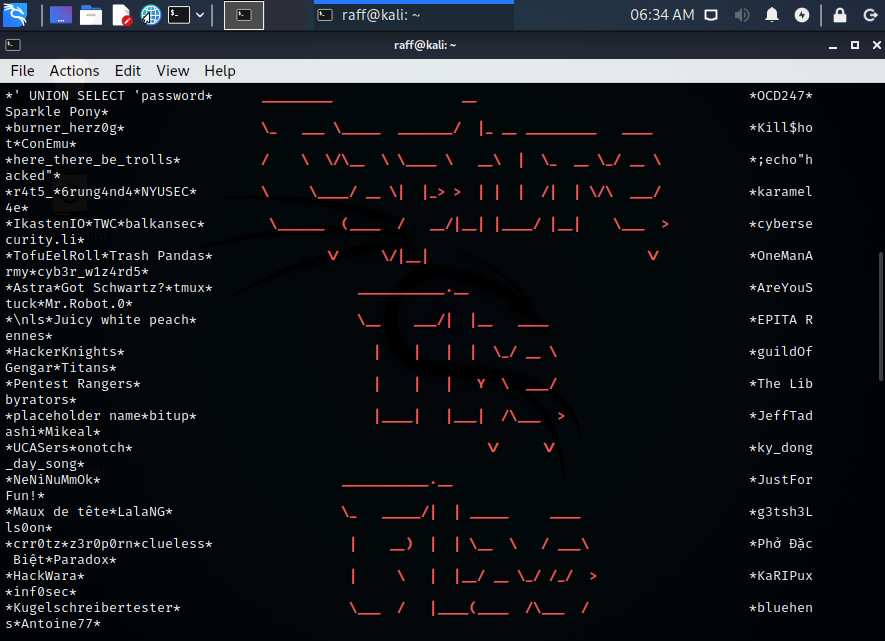 raff@kali: ~
06:34 AM
raff@kali: ~
File Actions Edit View Help
*' UNION SELECT 'password* *OCD247*
Sparkle Pony*
*burner_herz0g* *Kill$ho
t*ConEmu*
*here_there_be_trolls* *;echo"h
acked"*
*r4t5_*6rung4nd4*NYUSEC* *karamel
4e*
*IkastenIO*TWC*balkansec* *cyberse
curity.li*
*TofuEelRoll*Trash Pandas* *OneManA
rmy*cyb3r_w1z4rd5*
*Astra*Got Schwartz?*tmux* *AreYouS
tuck*Mr.Robot.0*
*\nls*Juicy white peach* *EPITA R
ennes*
*HackerKnights* *guildOf
Gengar*Titans*
*Pentest Rangers* *The Lib
byrators*
*placeholder name*bitup* *JeffTad
ashi*Mikeal*
*UCASers*onotch* *ky_dong
_day_song*
*NeNiNuMmOk* *JustFor
Fun!*
*Maux de tête*LalaNG* *g3tsh3L
ls0on*
*crr0tz*z3r0p0rn*clueless* *Phở Đặc
Biệt*Paradox*
*HackWara* *KaRIPux
*inf0sec*
*Kugelschreibertester* *bluehen
s*Antoine77*